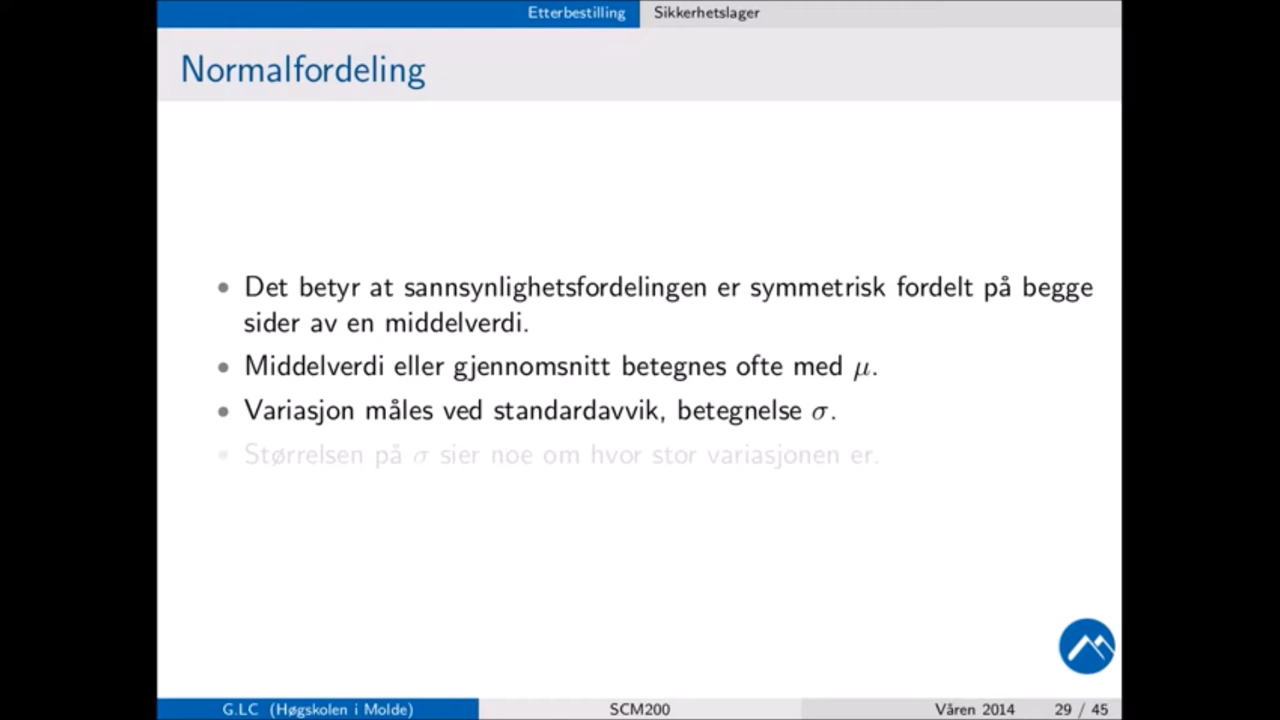 Etterbestilling Sikkerhetslager
Normalfordeling
• Det betyr at sannsynlighetsfordelingen er symmetrisk fordelt på begge
sider av en middelverdi.
• Middelverdi eller gjennomsnitt betegnes ofte med μ.
• Variasjon måles ved standardavvik, betegnelse σ.
• Størrelsen på σ sier noe om hvor stor variasjonen er.
G.LC (Høgskolen i Molde) SCM200 Våren 2014 29 / 45